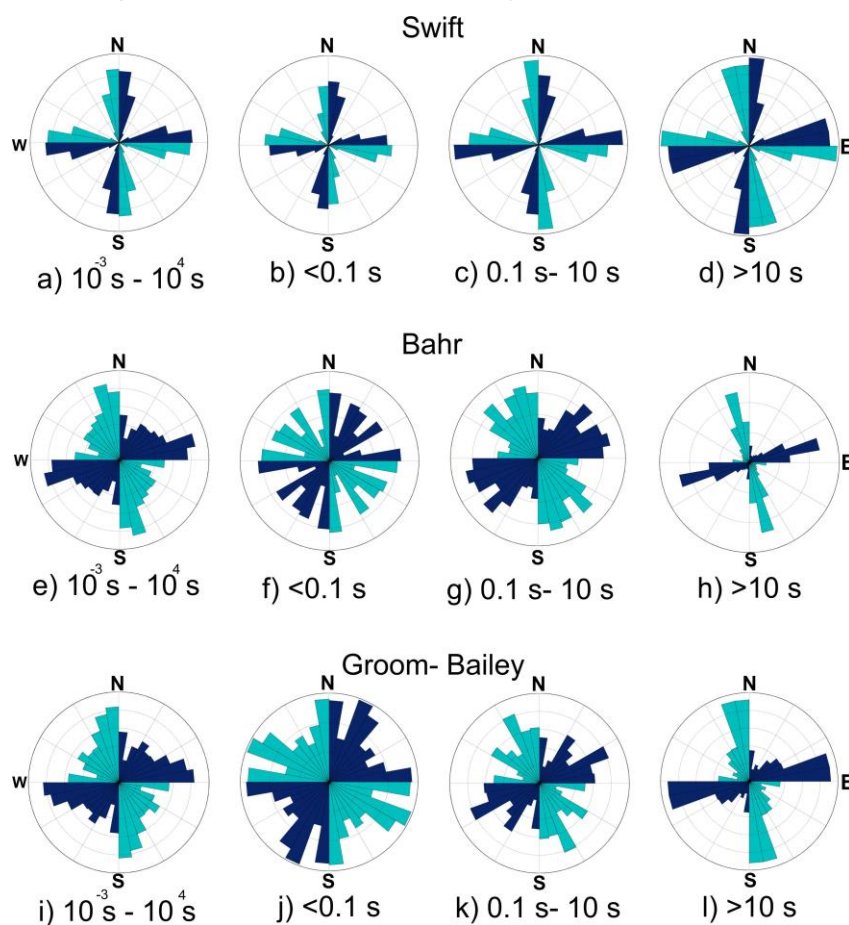 Swift
N N N N
W E
S S S S
a) 10⁻³ s - 10⁴ s b) <0.1 s c) 0.1 s- 10 s d) >10 s
Bahr
N N N N
W E
S S S S
e) 10⁻³ s - 10⁴ s f) <0.1 s g) 0.1 s- 10 s h) >10 s
Groom- Bailey
N N N N
W E
S S S S
i) 10⁻³ s - 10⁴ s j) <0.1 s k) 0.1 s- 10 s l) >10 s